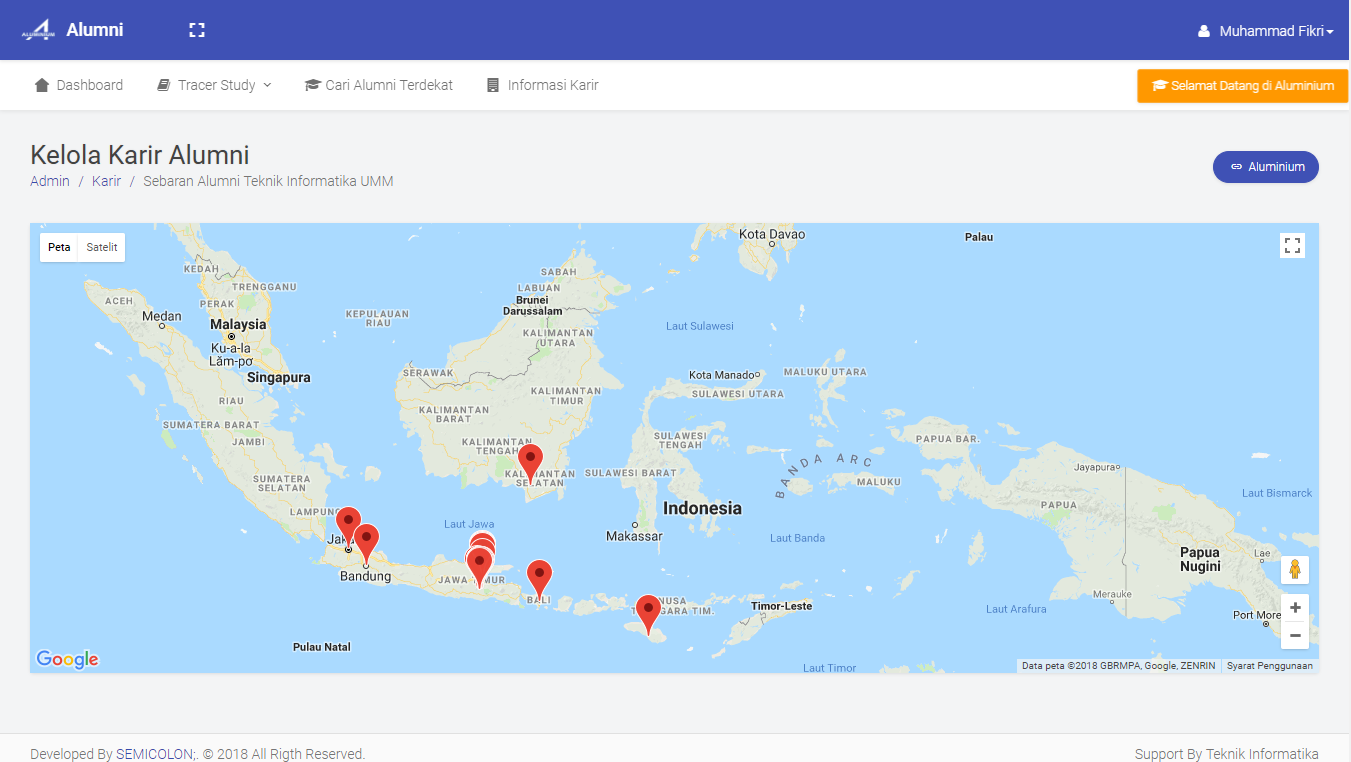 ALUMINIUM Alumni
Muhammad Fikri
Dashboard
Tracer Study
Cari Alumni Terdekat
Informasi Karir
Selamat Datang di Aluminium
Kelola Karir Alumni
Admin / Karir / Sebaran Alumni Teknik Informatika UMM
Aluminium
Peta
Satelit
Kota Davao
Palau
KEDAH
TRENGGANU
SABAH
ACEH
PERAK
LABUAN
Brunei
Darussalam
Medan
Malaysia
KEPULAUAN
RIAU
Laut Sulawesi
KALIMANTAN
UTARA
Ku-a-la
Lăm-pơ
Singapura
SERAWAK
Kota Manado
MALUKU UTARA
RIAU
KALIMANTAN
TIMUR
SULAWESI UTARA
SUMATERA BARAT
KALIMANTAN
BARAT
JAMBI
KALIMANTAN
TENGAH
SULAWESI
TENGAH
PAPUA BAR.
BANDA ARC
Jayapura
SUMATERA
SELATAN
KALIMANTAN
SELATAN
SULAWESI BARAT
MALUKU
Laut Bismarck
LAMPUNG
Indonesia
PAPUA
Laut Jawa
Jaka
Makassar
Laut Banda
Papua
Nugini
Lae
Bandung
JAWA TIMUR
BALI
NUSA
TENGGARA TIM.
Timor-Leste
Laut Arafura
Merauke
Port More
Pulau Natal
Laut Timor
Google
Data peta ©2018 GBRMPA, Google, ZENRIN
Syarat Penggunaan
Developed By SEMICOLON;. © 2018 All Rigth Reserved.
Support By Teknik Informatika